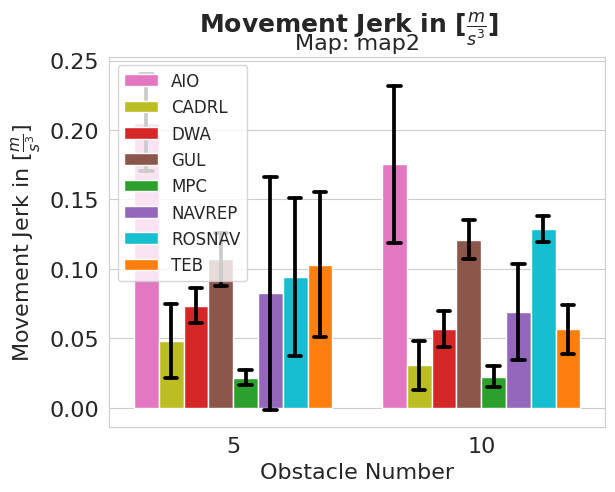 Movement Jerk in [m/s³]
Map: map2
Movement Jerk in [m/s³]
0.25
0.20
0.15
0.10
0.05
0.00
AIO
CADRL
DWA
GUL
MPC
NAVREP
ROSNAV
TEB
5 10
Obstacle Number